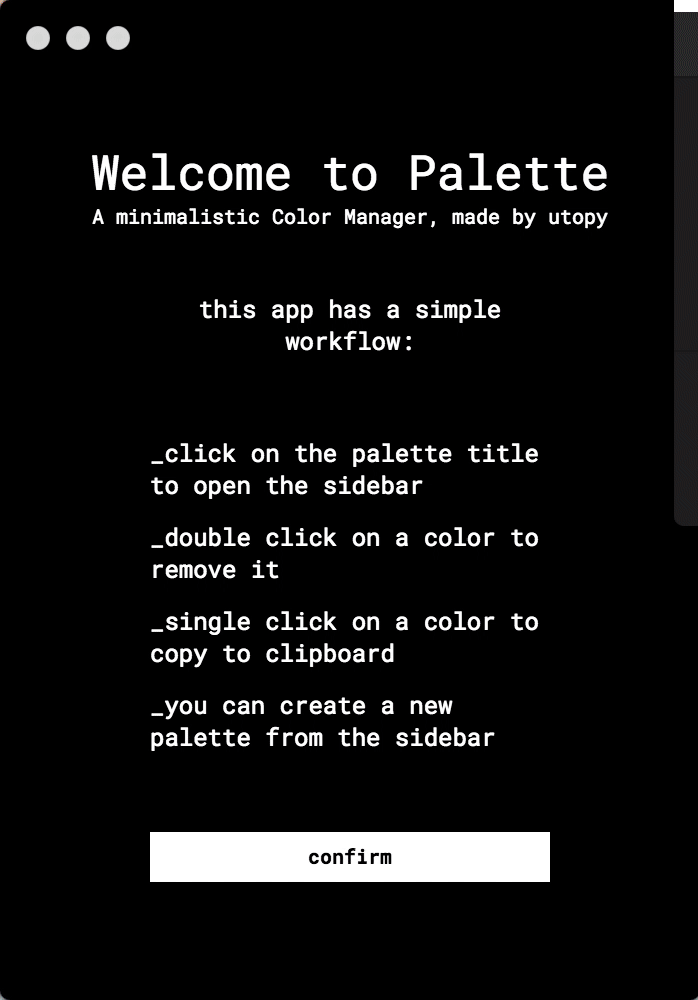 Welcome to Palette
A minimalistic Color Manager, made by utopy
this app has a simple
workflow:
_click on the palette title
to open the sidebar
_double click on a color to
remove it
_single click on a color to
copy to clipboard
_you can create a new
palette from the sidebar
confirm